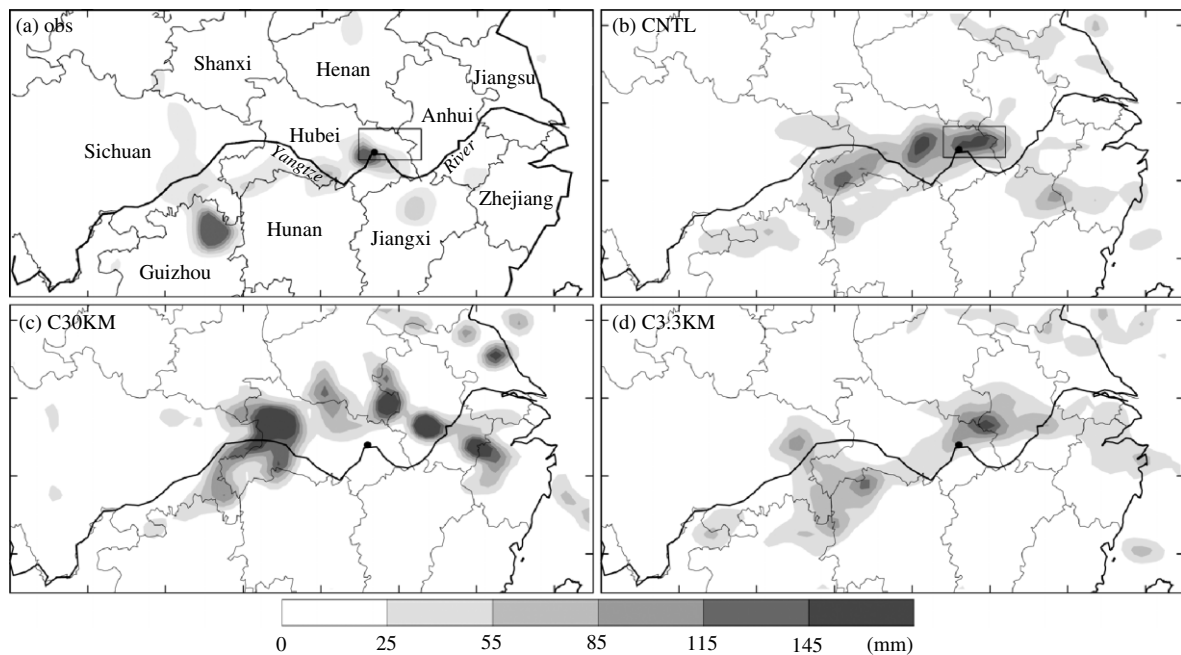 (a) obs
Shanxi
Henan
Jiangsu
Anhui
Hubei
Sichuan
Yangtze
River
Zhejiang
Hunan
Jiangxi
Guizhou
(b) CNTL
(c) C30KM
(d) C3.3KM
0 25 55 85 115 145 (mm)